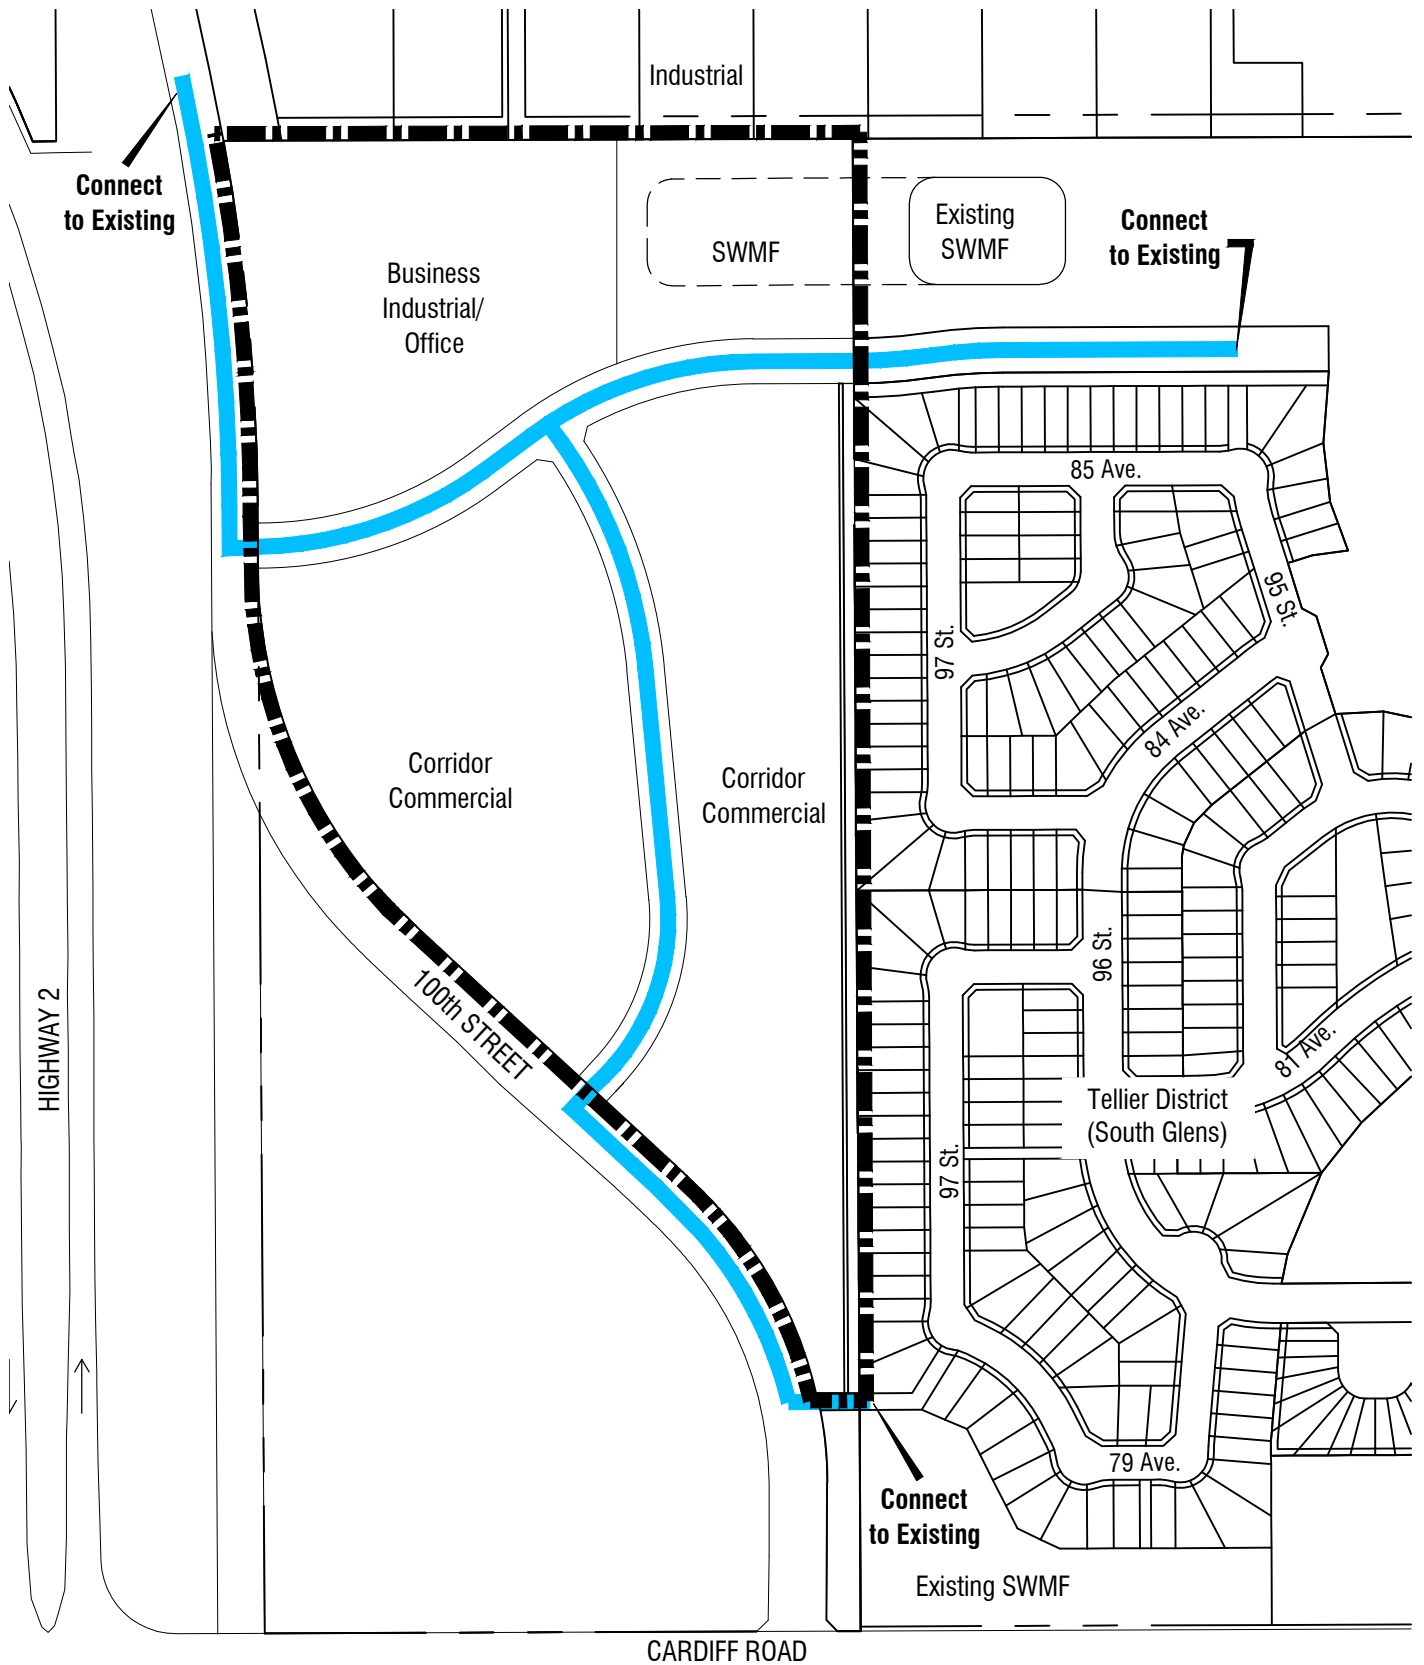 Industrial
Connect
to Existing
Business
Industrial/
Office
SWMF
Existing
SWMF
Connect
to Existing
85 Ave.
95 St.
97 St.
84 Ave.
Corridor
Commercial
Corridor
Commercial
96 St.
HIGHWAY 2
100th STREET
81 Ave.
Tellier District
(South Glens)
97 St.
79 Ave.
Connect
to Existing
Existing SWMF
CARDIFF ROAD